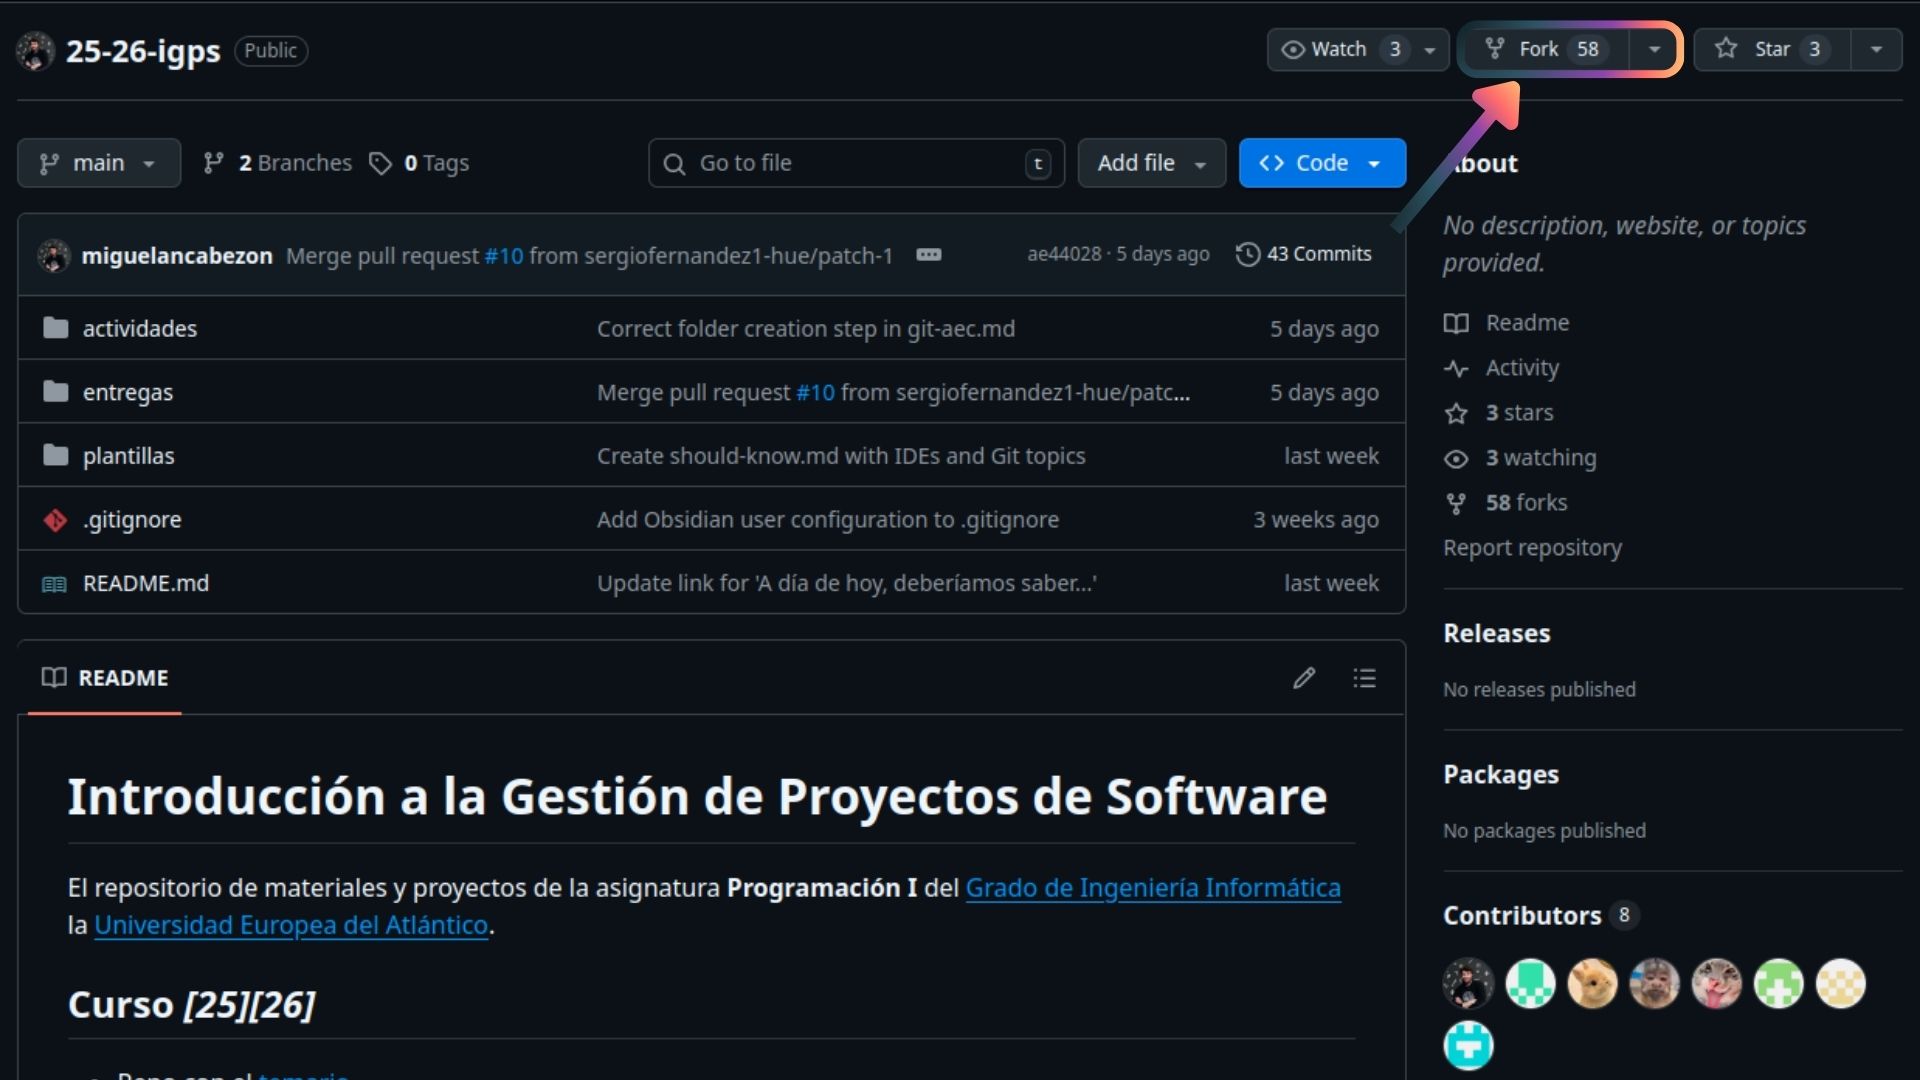 25-26-igps Public
Watch 3 Fork 58 Star 3
main 2 Branches 0 Tags Go to file t Add file Code
miguelancabezon Merge pull request #10 from sergiofernandez1-hue/patch-1 ae44028 · 5 days ago 43 Commits
actividades Correct folder creation step in git-aec.md 5 days ago
entregas Merge pull request #10 from sergiofernandez1-hue/patc... 5 days ago
plantillas Create should-know.md with IDEs and Git topics last week
.gitignore Add Obsidian user configuration to .gitignore 3 weeks ago
README.md Update link for 'A día de hoy, deberíamos saber...' last week
README
Introducción a la Gestión de Proyectos de Software
El repositorio de materiales y proyectos de la asignatura Programación I del Grado de Ingeniería Informática
la Universidad Europea del Atlántico.
Curso [25][26]
About
No description, website, or topics
provided.
Readme
Activity
3 stars
3 watching
58 forks
Report repository
Releases
No releases published
Packages
No packages published
Contributors 8